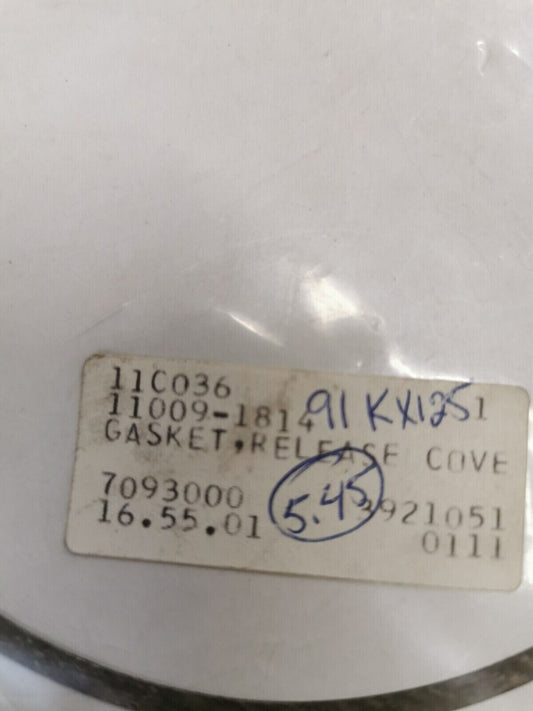 11C036
11009-1814 91 KX125 1
GASKET,RELEASE COVE
7093000 5.45 3921051
16.55.01 0111